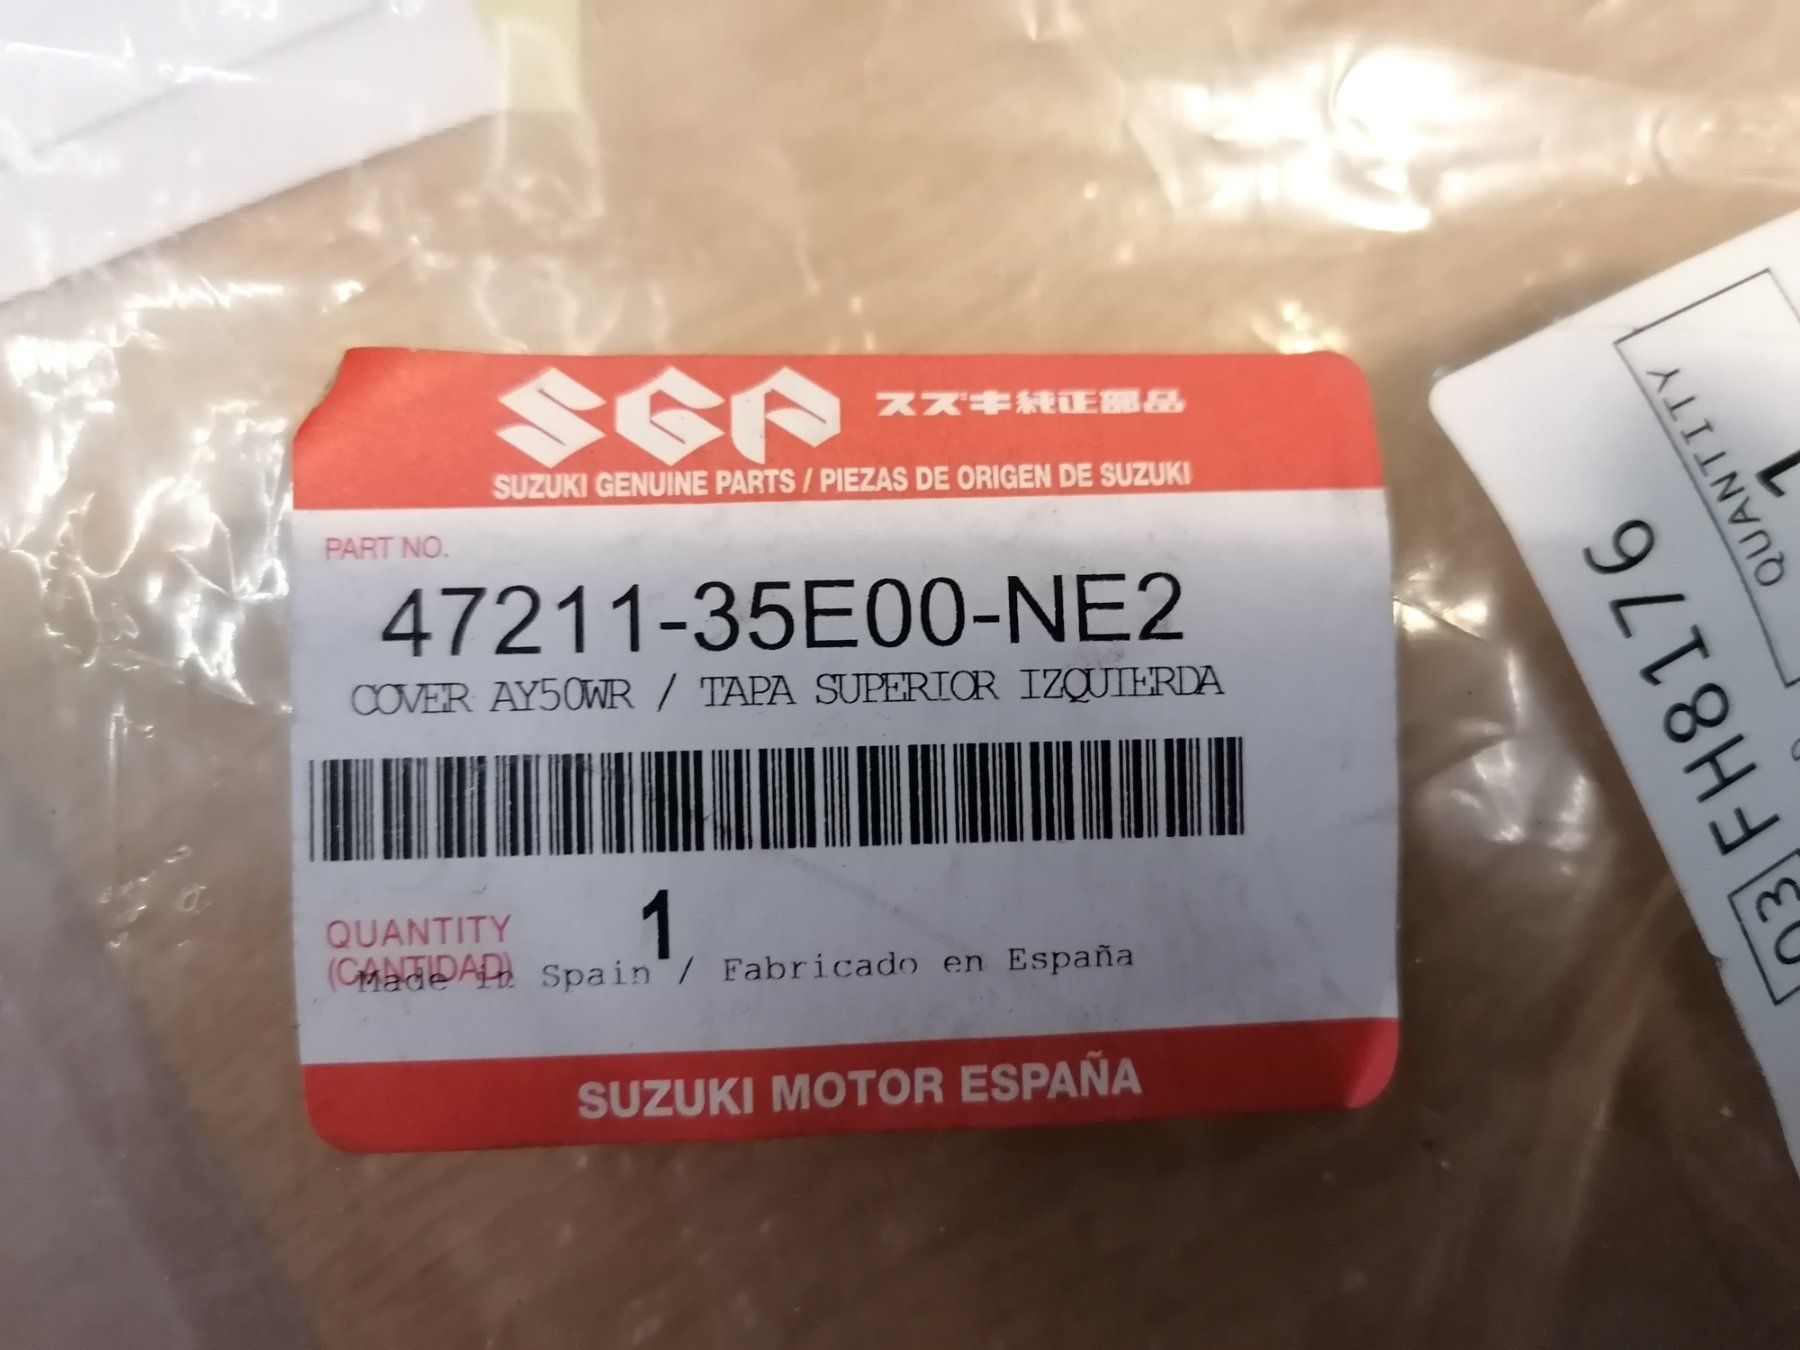 SGP スズキ純正部品
SUZUKI GENUINE PARTS / PIEZAS DE ORIGEN DE SUZUKI
PART NO.
47211-35E00-NE2
COVER AY50WR / TAPA SUPERIOR IZQUIERDA
QUANTITY 1
(CANTIDAD)
Made in Spain / Fabricado en España
SUZUKI MOTOR ESPAÑA
QUANTITY
1
FH8176
03